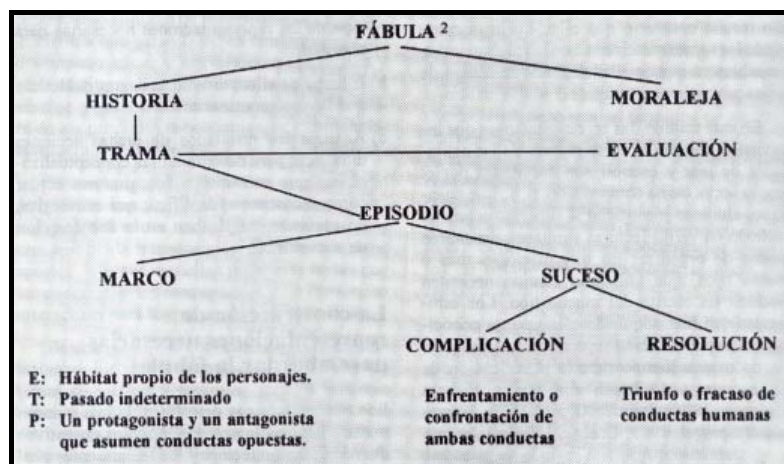 FÁBULA ²
HISTORIA
MORALEJA
TRAMA
EVALUACIÓN
EPISODIO
MARCO
SUCESO
COMPLICACIÓN
RESOLUCIÓN
E: Hábitat propio de los personajes.
T: Pasado indeterminado
P: Un protagonista y un antagonista
que asumen conductas opuestas.
Enfrentamiento o
confrontación de
ambas conductas
Triunfo o fracaso de
conductas humanas